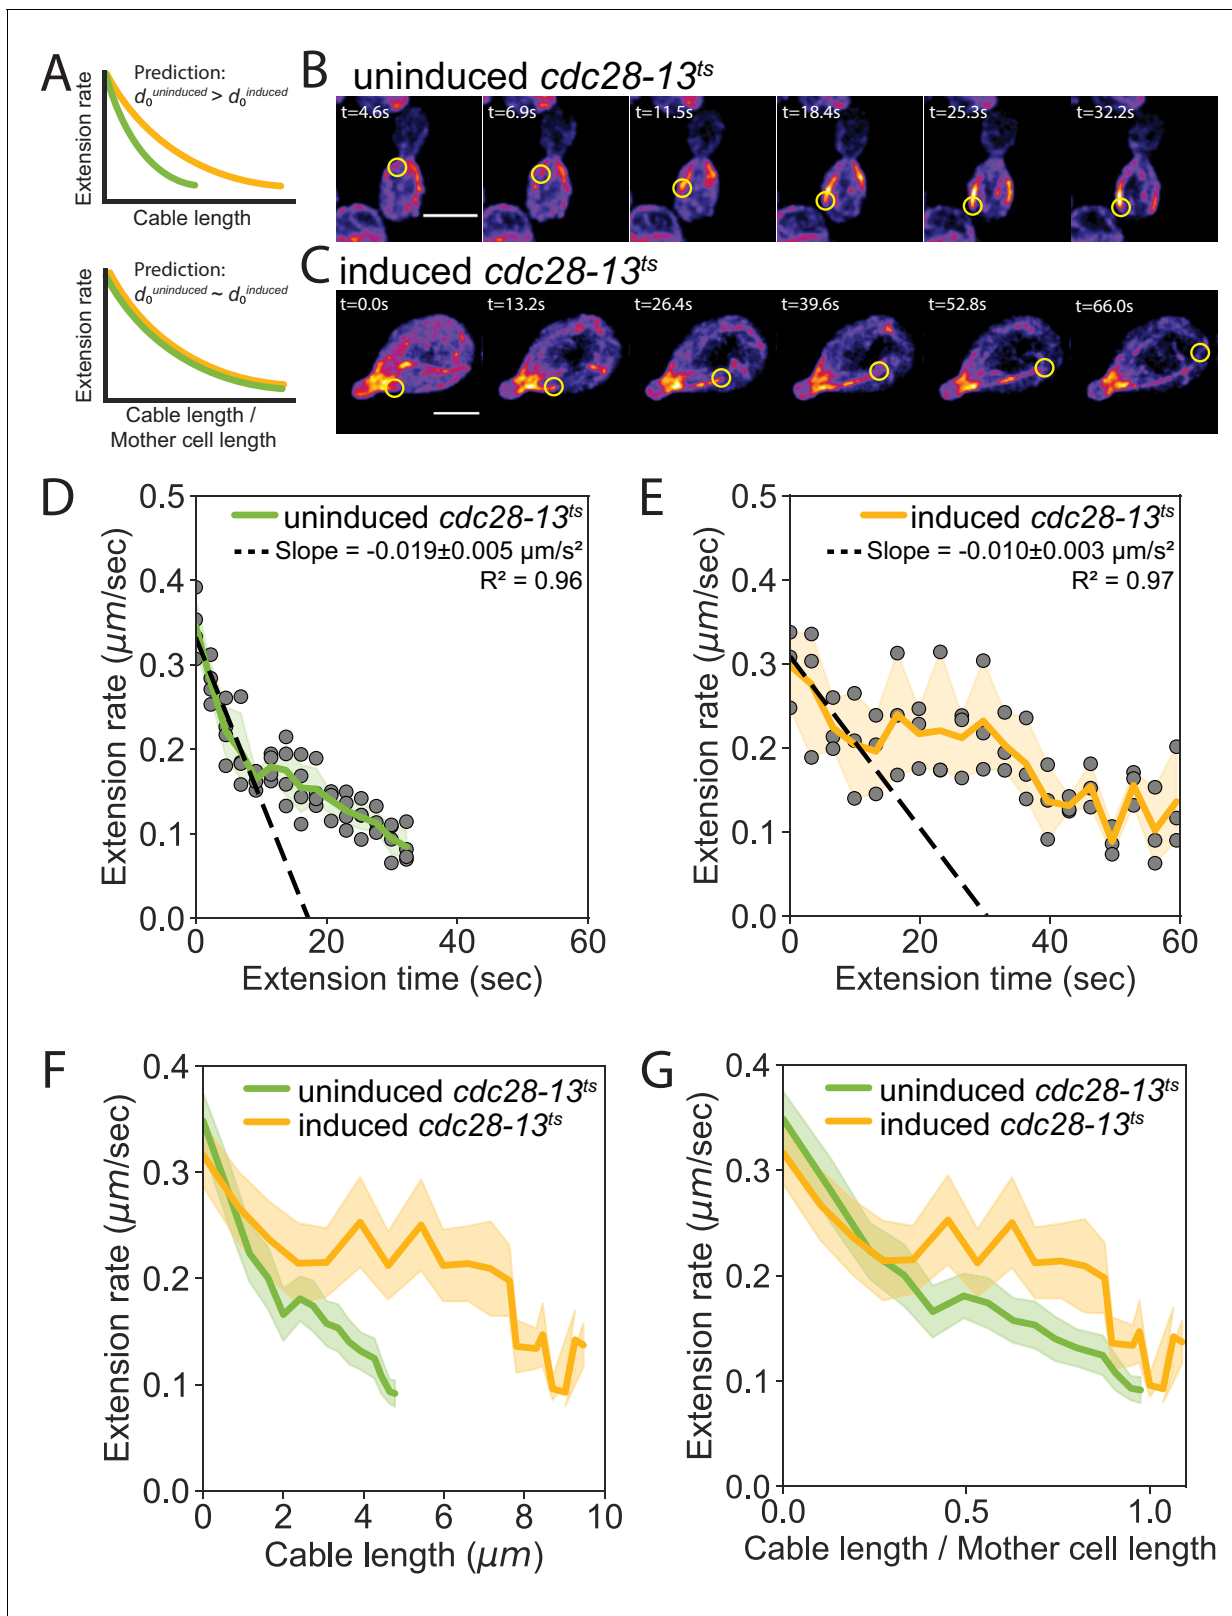 A
Prediction:
d₀ᵘⁿⁱⁿᵈᵘᶜᵉᵈ > d₀ⁱⁿᵈᵘᶜᵉᵈ
Extension rate
Cable length
Prediction:
d₀ᵘⁿⁱⁿᵈᵘᶜᵉᵈ ~ d₀ⁱⁿᵈᵘᶜᵉᵈ
Extension rate
Cable length /
Mother cell length
B
uninduced cdc28-13ᵗˢ
t=4.6s t=6.9s t=11.5s t=18.4s t=25.3s t=32.2s
C
induced cdc28-13ᵗˢ
t=0.0s t=13.2s t=26.4s t=39.6s t=52.8s t=66.0s
D
uninduced cdc28-13ᵗˢ
Slope = -0.019±0.005 µm/s²
R² = 0.96
Extension rate (µm/sec)
0.5
0.4
0.3
0.2
0.1
0.0
0 20 40 60
Extension time (sec)
E
induced cdc28-13ᵗˢ
Slope = -0.010±0.003 µm/s²
R² = 0.97
Extension rate (µm/sec)
0.5
0.4
0.3
0.2
0.1
0.0
0 20 40 60
Extension time (sec)
F
uninduced cdc28-13ᵗˢ
induced cdc28-13ᵗˢ
Extension rate (µm/sec)
0.4
0.3
0.2
0.1
0.0
0 2 4 6 8 10
Cable length (µm)
G
uninduced cdc28-13ᵗˢ
induced cdc28-13ᵗˢ
Extension rate (µm/sec)
0.4
0.3
0.2
0.1
0.0
0.0 0.5 1.0
Cable length / Mother cell length